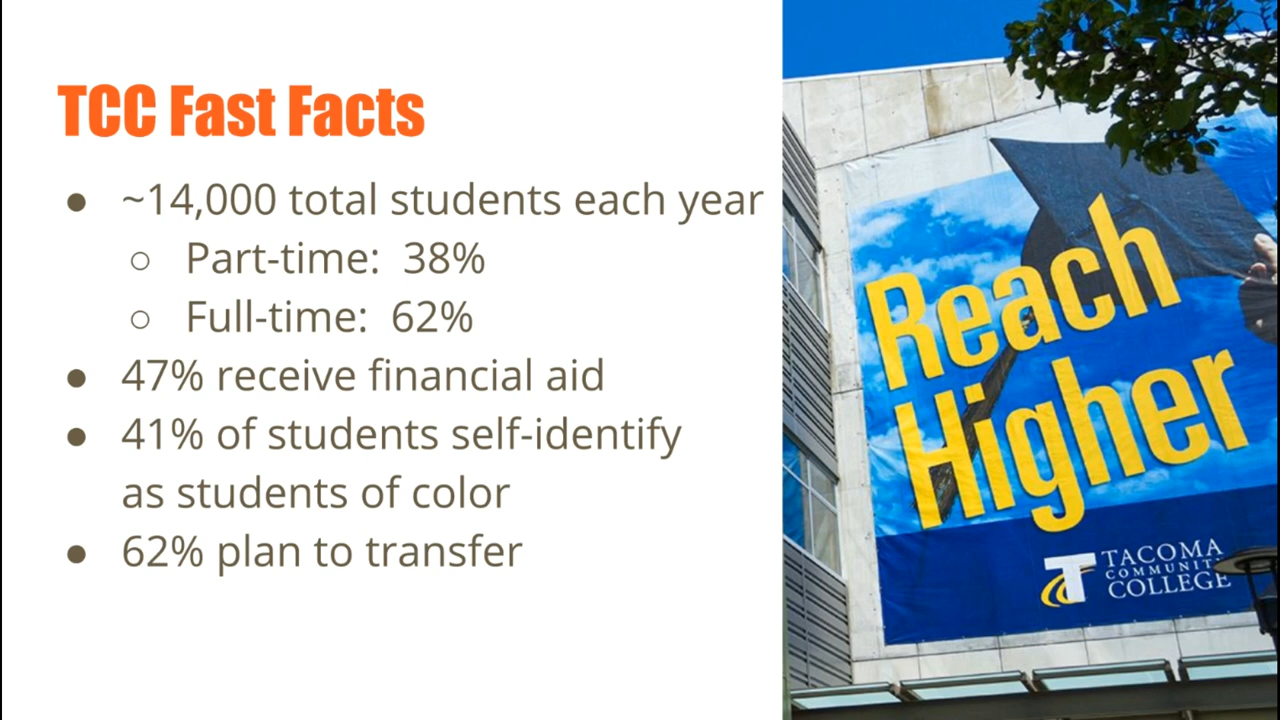 TCC Fast Facts
● ~14,000 total students each year
○ Part-time: 38%
○ Full-time: 62%
● 47% receive financial aid
● 41% of students self-identify
as students of color
● 62% plan to transfer
Reach
Higher
TACOMA
COMMUNITY
COLLEGE